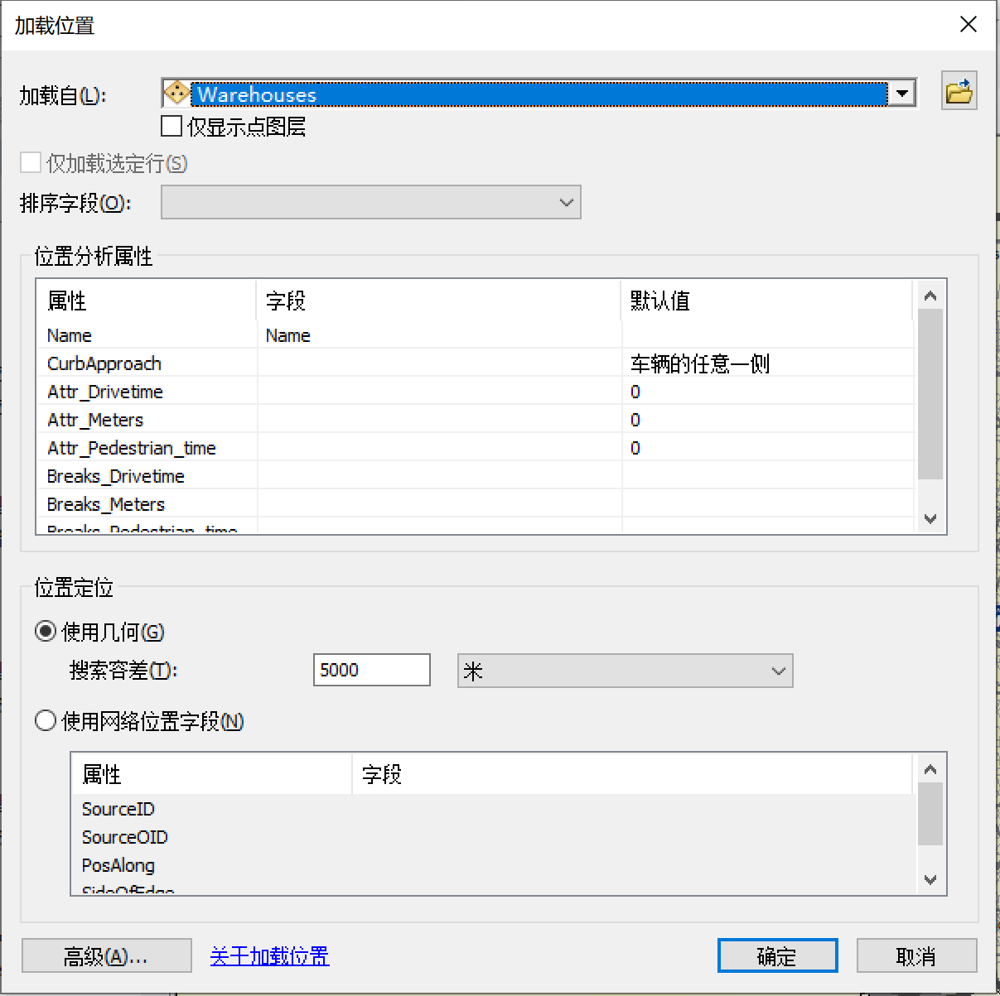 加载位置
加载自(L):
Warehouses
仅显示点图层
仅加载选定行(S)
排序字段(O):
位置分析属性
属性 字段 默认值
Name Name
CurbApproach 车辆的任意一侧
Attr_Drivetime 0
Attr_Meters 0
Attr_Pedestrian_time 0
Breaks_Drivetime
Breaks_Meters
Breaks_Pedestrian_time
位置定位
使用几何(G)
搜索容差(T): 5000 米
使用网络位置字段(N)
属性 字段
SourceID
SourceOID
PosAlong
SideOfEdge
高级(A)... 关于加载位置 确定 取消